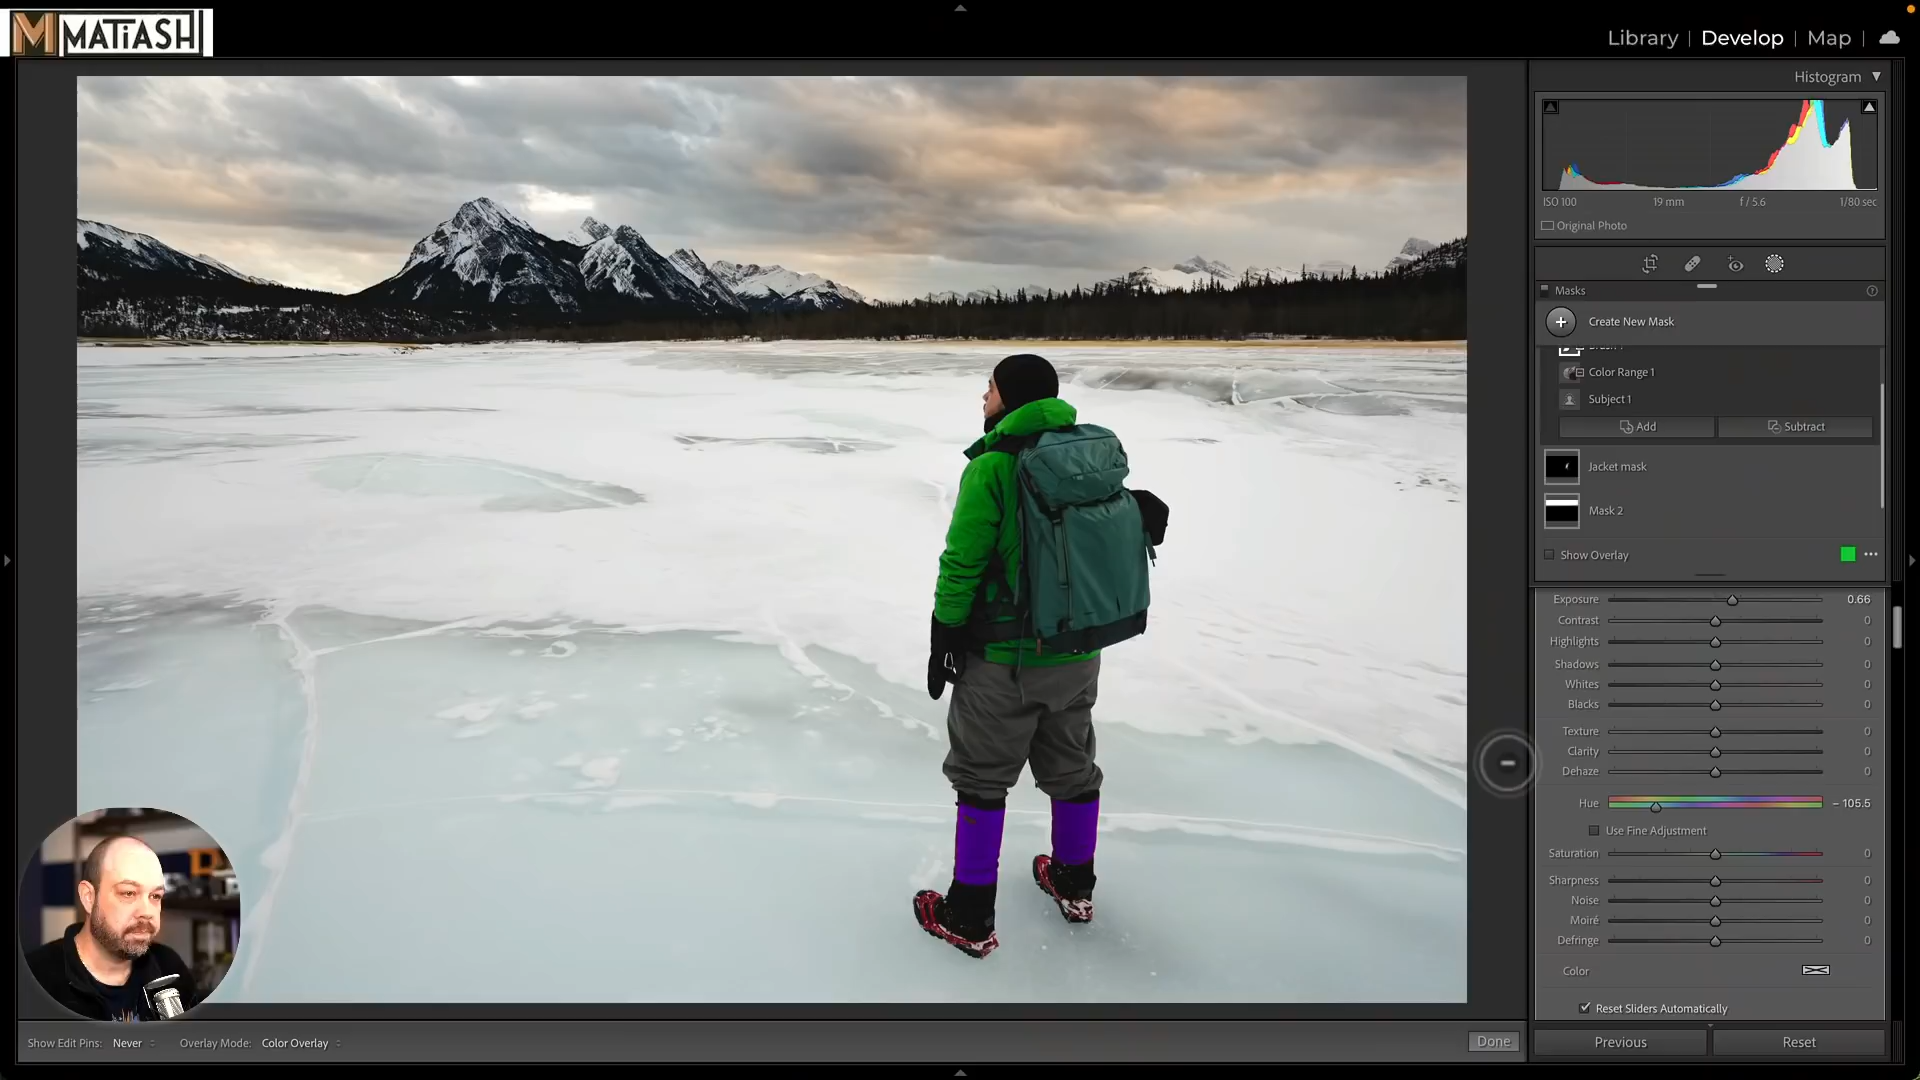 M MATiASH
Library | Develop | Map |
Histogram
ISO 100 19 mm f / 5.6 1/80 sec
Original Photo
Masks
Create New Mask
Color Range 1
Subject 1
Add Subtract
Jacket mask
Mask 2
Show Overlay
Exposure 0.66
Contrast 0
Highlights 0
Shadows 0
Whites 0
Blacks 0
Texture 0
Clarity 0
Dehaze 0
Hue – 105.5
Use Fine Adjustment
Saturation 0
Sharpness 0
Noise 0
Moiré 0
Defringe 0
Color
Reset Sliders Automatically
Show Edit Pins: Never Overlay Mode: Color Overlay Done
Previous Reset